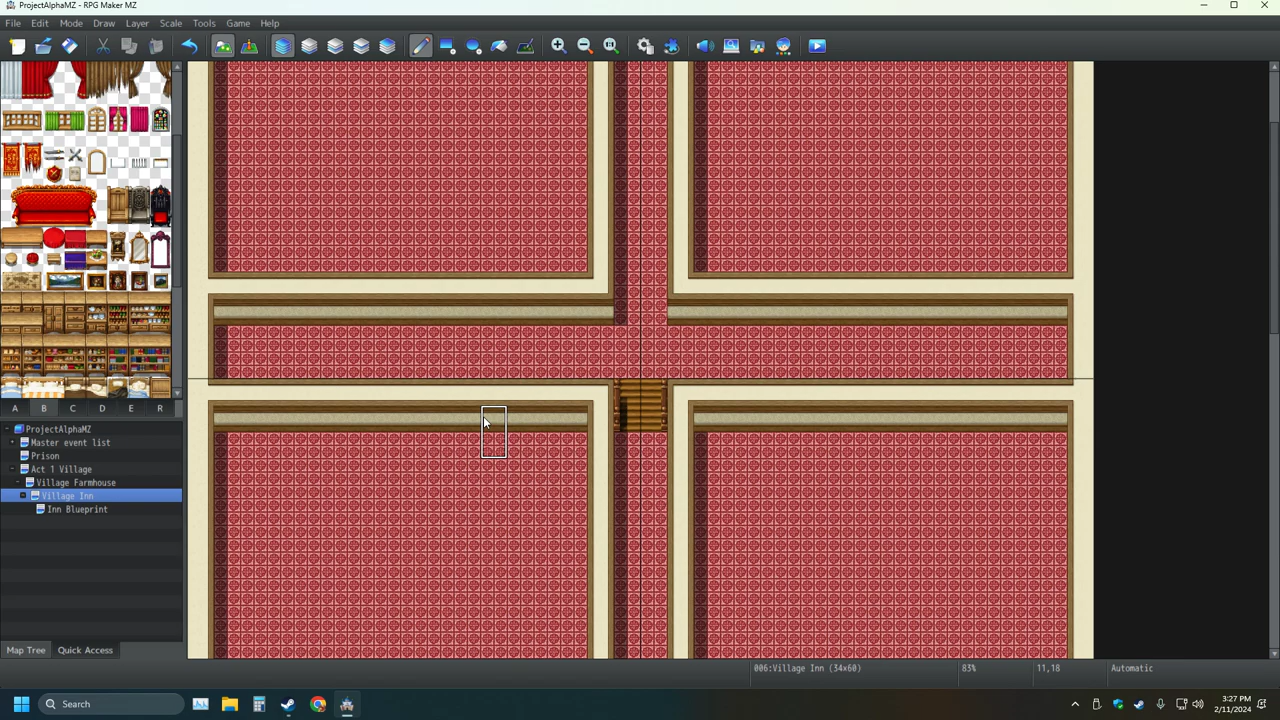 ProjectAlphaMZ - RPG Maker MZ
File Edit Mode Draw Layer Scale Tools Game Help
1:1
A B C D E R
ProjectAlphaMZ
Master event list
Prison
Act 1 Village
Village Farmhouse
Village Inn
Inn Blueprint
Map Tree Quick Access
006:Village Inn (34x60) 83% 11,18 Automatic
Search
3:27 PM
2/11/2024